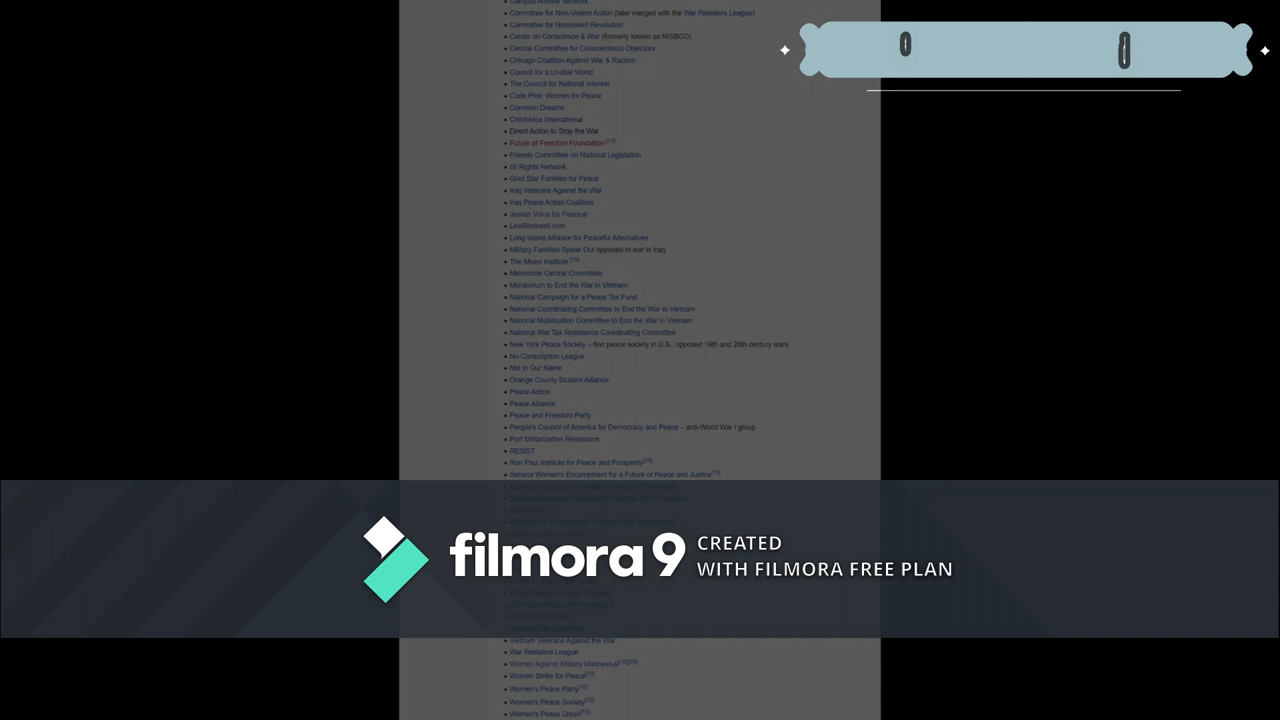 Campus Antiwar Network
• Committee for Non-Violent Action (later merged with the War Resisters League)
• Committee for Nonviolent Revolution
• Center on Conscience & War (formerly known as NISBCO)
• Central Committee for Conscientious Objectors
• Chicago Coalition Against War & Racism
• Council for a Livable World
• The Council for National Interest
• Code Pink: Women for Peace
• Common Dreams
• ChildVoice International
• Direct Action to Stop the War
• Future of Freedom Foundation [17]
• Friends Committee on National Legislation
• GI Rights Network
• Gold Star Families for Peace
• Iraq Veterans Against the War
• Iraq Peace Action Coalition
• Jewish Voice for Peace
• LewRockwell.com
• Long Island Alliance for Peaceful Alternatives
• Military Families Speak Out opposed to war in Iraq
• The Mises Institute [18]
• Mennonite Central Committee
• Moratorium to End the War in Vietnam
• National Campaign for a Peace Tax Fund
• National Coordinating Committee to End the War in Vietnam
• National Mobilization Committee to End the War in Vietnam
• National War Tax Resistance Coordinating Committee
• New York Peace Society – first peace society in U.S., opposed 19th and 20th century wars
• No Conscription League
• Not in Our Name
• Orange County Student Alliance
• Peace Action
• Peace Alliance
• Peace and Freedom Party
• People's Council of America for Democracy and Peace – anti-World War I group
• Port Militarization Resistance
• RESIST
• Ron Paul Institute for Peace and Prosperity[19]
• Seneca Women's Encampment for a Future of Peace and Justice[15]
filmora 9 CREATED
WITH FILMORA FREE PLAN
• Vietnam Veterans Against the War
• War Resisters League
• Women Against Military Madness
• Women Strike for Peace[15]
• Women's Peace Party[15]
• Women's Peace Society[15]
• Women's Peace Union[15]